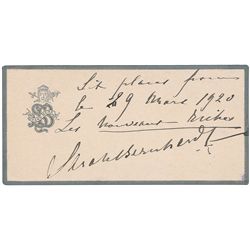 Six places pour
le 29 Mars 1920
Les Nouveaux Riches
Sarah Bernhardt